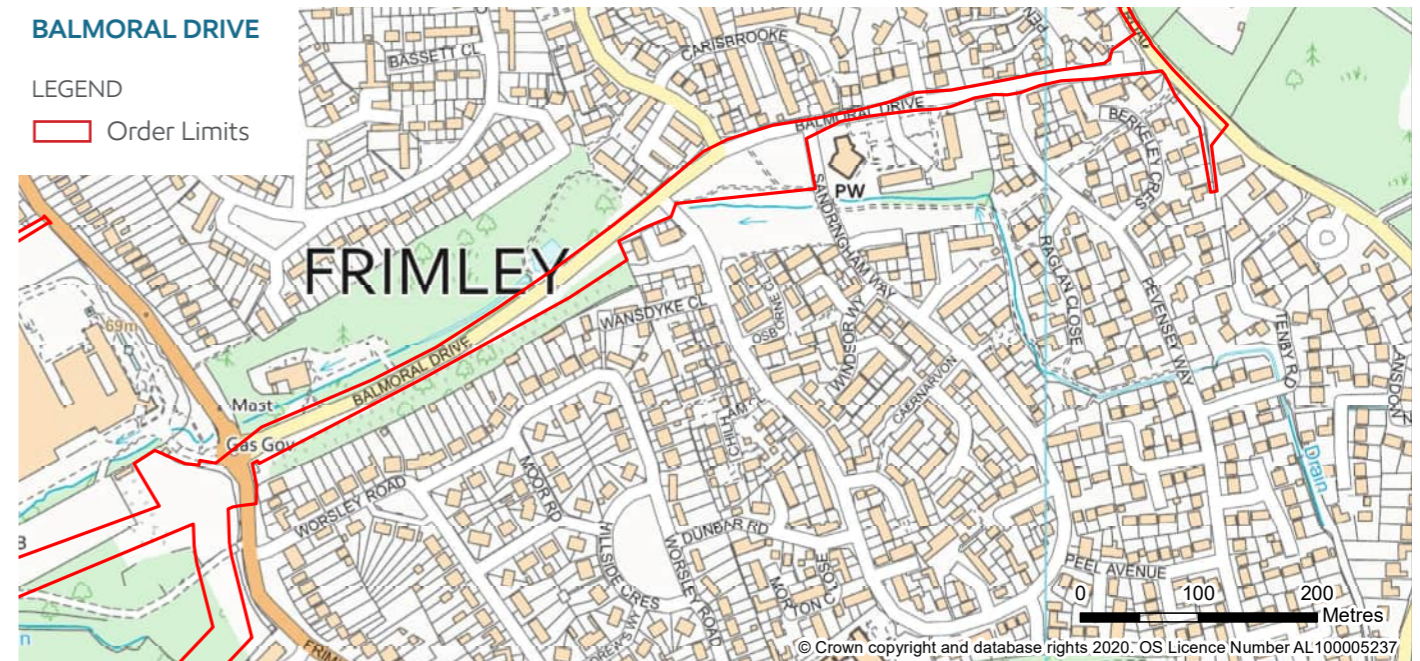 BALMORAL DRIVE
LEGEND
Order Limits
BASSETT CL
CARISBROOKE
BALMORAL DRIVE
BERKELEY CRES
PW
SANDRINGHAM WAY
FRIMLEY
RAGLAN CLOSE
PEVENSEY WAY
TENBY RD
WANSDYKE CL
WINDSOR W
CAERNARVON
69m
BALMORAL DRIVE
Mast
Gas Gov
Drain
MOOR RD
WORSLEY ROAD
DUNBAR RD
HILLSIDE CRES
WORSLEY ROAD
MORTON C
OSE
PEEL AVENUE
0 100 200
Metres
© Crown copyright and database rights 2020. OS Licence Number AL100005237